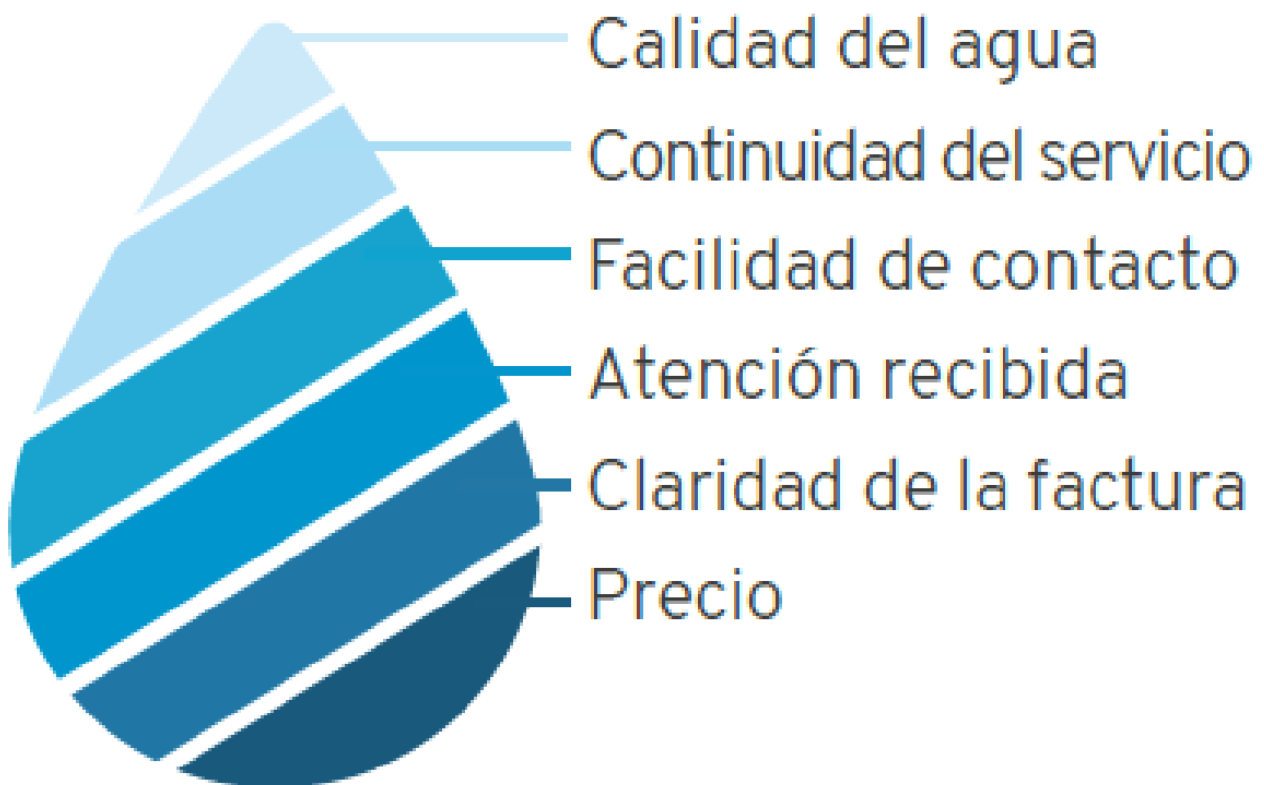 Calidad del agua
Continuidad del servicio
Facilidad de contacto
Atención recibida
Claridad de la factura
Precio